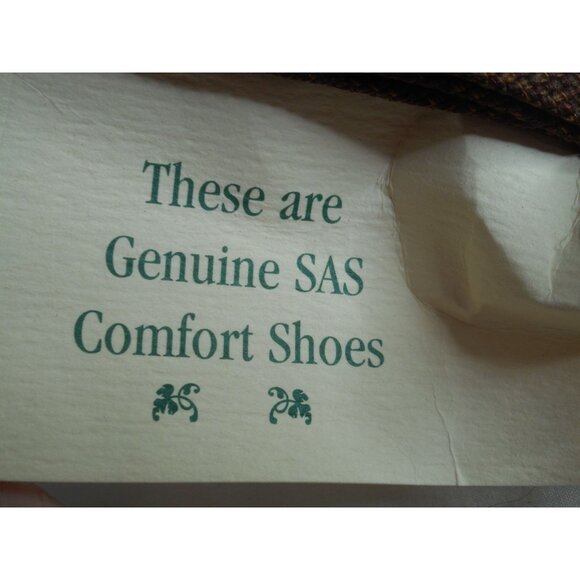 These are
Genuine SAS
Comfort Shoes